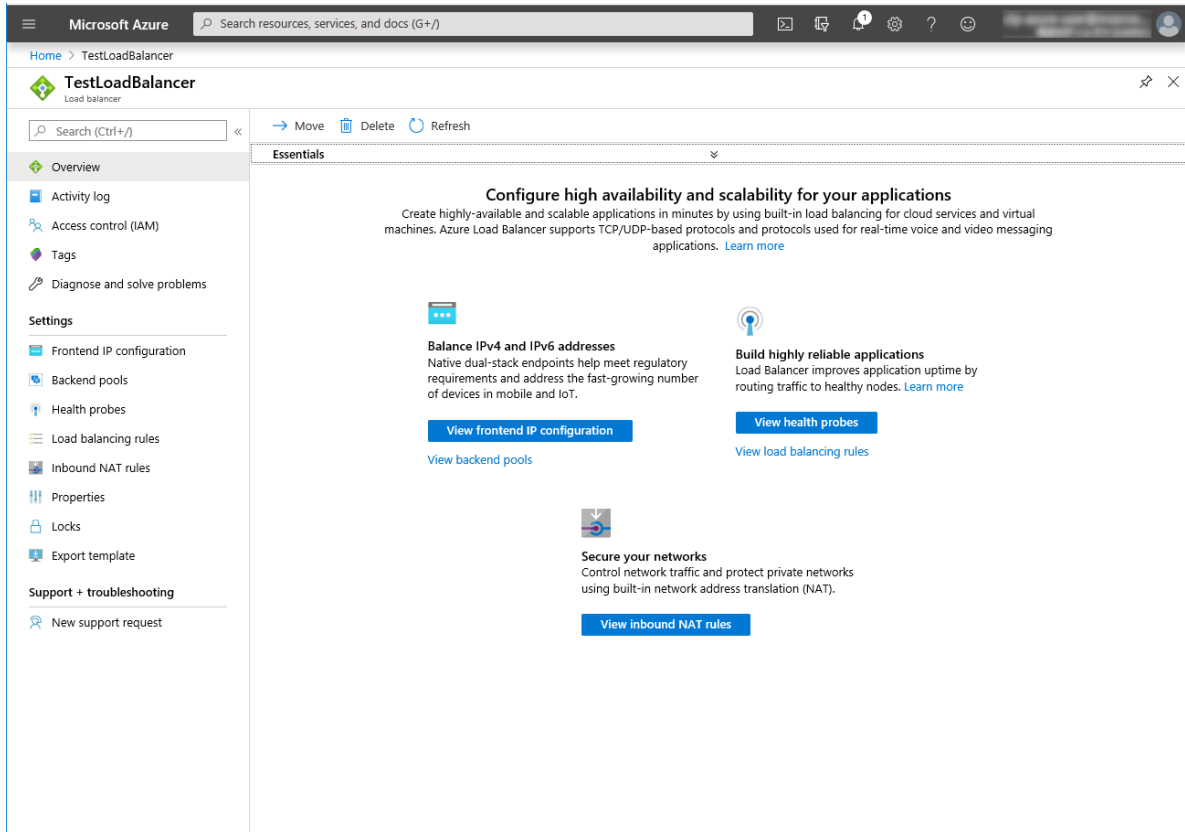 Microsoft Azure
Search resources, services, and docs (G+/)
1
Home > TestLoadBalancer
TestLoadBalancer
Load balancer
Search (Ctrl+/)
«
Overview
Activity log
Access control (IAM)
Tags
Diagnose and solve problems
Settings
Frontend IP configuration
Backend pools
Health probes
Load balancing rules
Inbound NAT rules
Properties
Locks
Export template
Support + troubleshooting
New support request
Move Delete Refresh
Essentials
Configure high availability and scalability for your applications
Create highly-available and scalable applications in minutes by using built-in load balancing for cloud services and virtual
machines. Azure Load Balancer supports TCP/UDP-based protocols and protocols used for real-time voice and video messaging
applications. Learn more
Balance IPv4 and IPv6 addresses
Native dual-stack endpoints help meet regulatory
requirements and address the fast-growing number
of devices in mobile and IoT.
View frontend IP configuration
View backend pools
Build highly reliable applications
Load Balancer improves application uptime by
routing traffic to healthy nodes. Learn more
View health probes
View load balancing rules
Secure your networks
Control network traffic and protect private networks
using built-in network address translation (NAT).
View inbound NAT rules